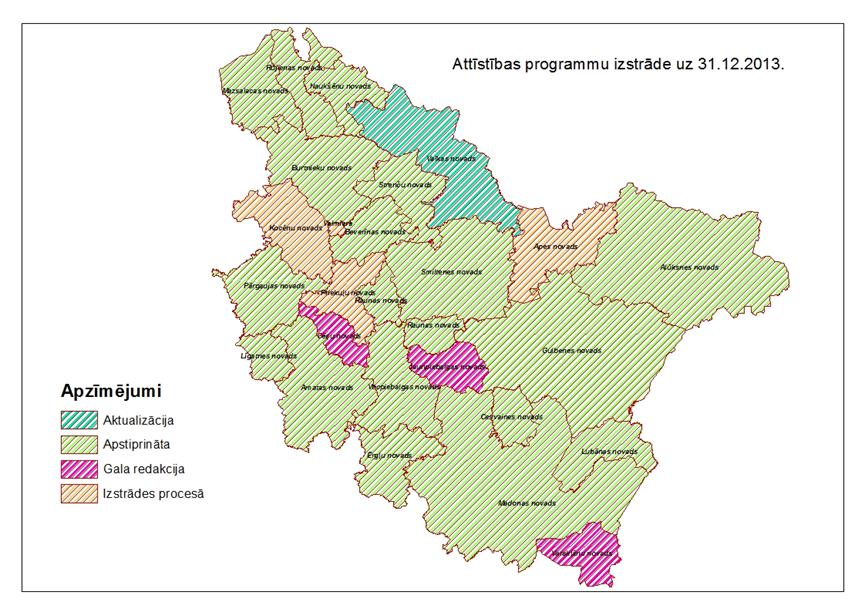 Attīstības programmu izstrāde uz 31.12.2013.
Rūjienas novads
Mazsalacas novads
Naukšēnu novads
Valkas novads
Burtnieku novads
Strenču novads
Valmiera
Kocēnu novads
Beverīnas novads
Apes novads
Smiltenes novads
Alūksnes novads
Pārgaujas novads
Priekuļu novads
Raunas novads
Raunas novads
Cēsu novads
Gulbenes novads
Līgatnes novads
Jaunpiebalgas novads
Amatas novads
Vecpiebalgas novads
Cesvaines novads
Ērgļu novads
Lubānas novads
Madonas novads
Varakļānu novads
Apzīmējumi
Aktualizācija
Apstiprināta
Gala redakcija
Izstrādes procesā